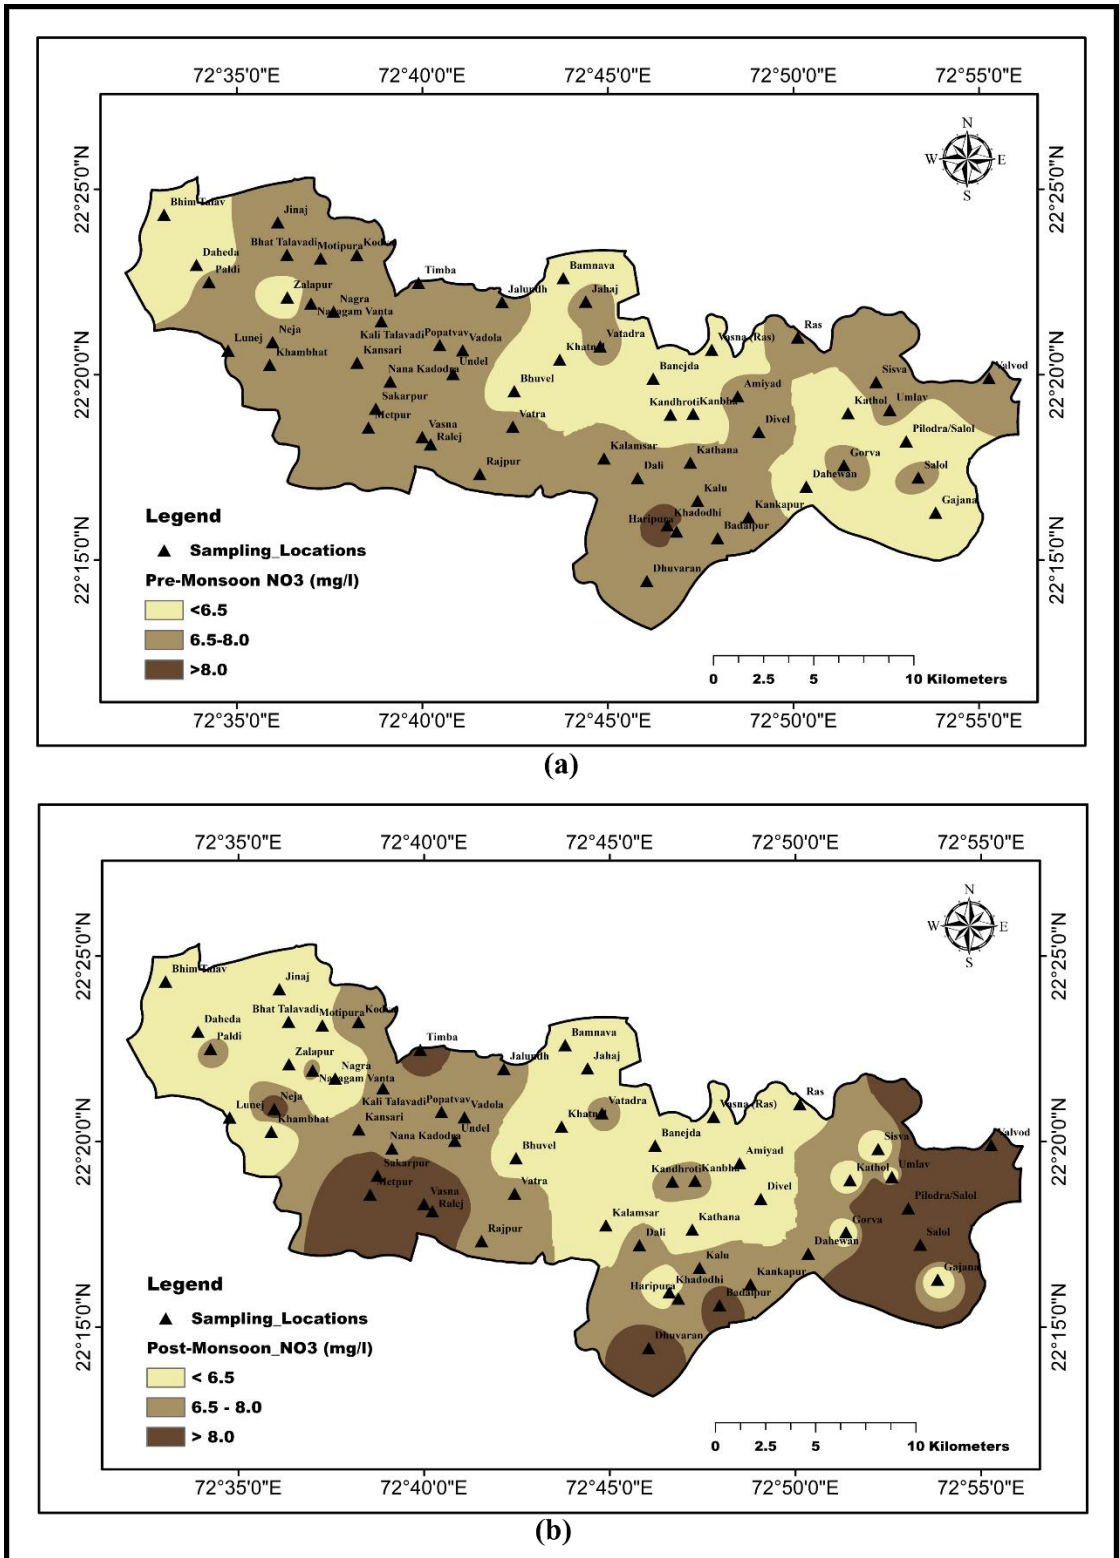 72°35'0"E 72°40'0"E 72°45'0"E 72°50'0"E 72°55'0"E
N
W E
S
22°25'0"N 22°25'0"N
22°20'0"N 22°20'0"N
22°15'0"N 22°15'0"N
Bhim Talav
Jinaj
Bhat Talavadi Motipura Kodva
Daheda
Paldi
Timba
Bamnava
Zalapur
Nagra
Navagam Vanta
Jalundh
Jahaj
Lunej
Neja
Khambhat
Kali Talavadi Popatvav Vadola
Kansari
Undel
Nana Kadodra
Khatnal
Vatadra
Vasna (Ras)
Ras
Banejda
Bhuvel
Amiyad
Sisva
Valvod
Sakarpur
Metpur
Vasna
Ralej
Vatra
Kandhroti Kanbha
Divel
Kathol
Umlav
Pilodra/Salol
Rajpur
Kalamsar
Dali
Kathana
Gorva
Salol
Dahewan
Kalu
Gajana
Haripura Khadodhi
Kankapur
Badalpur
Dhuvaran
Legend
Sampling_Locations
Pre-Monsoon NO3 (mg/l)
<6.5
6.5-8.0
>8.0
0 2.5 5 10 Kilometers
72°35'0"E 72°40'0"E 72°45'0"E 72°50'0"E 72°55'0"E
(a)
72°35'0"E 72°40'0"E 72°45'0"E 72°50'0"E 72°55'0"E
N
W E
S
22°25'0"N 22°25'0"N
22°20'0"N 22°20'0"N
22°15'0"N 22°15'0"N
Bhim Talav
Jinaj
Bhat Talavadi Motipura Kodva
Daheda
Paldi
Timba
Bamnava
Zalapur
Nagra
Navagam Vanta
Jalundh
Jahaj
Lunej
Neja
Khambhat
Kali Talavadi Popatvav Vadola
Kansari
Undel
Nana Kadodra
Khatnal
Vatadra
Vasna (Ras)
Ras
Banejda
Bhuvel
Amiyad
Sisva
Valvod
Sakarpur
Metpur
Vasna
Ralej
Vatra
Kandhroti Kanbha
Divel
Kathol
Umlav
Pilodra/Salol
Rajpur
Kalamsar
Dali
Kathana
Gorva
Salol
Dahewan
Kalu
Gajana
Haripura Khadodhi
Kankapur
Badalpur
Dhuvaran
Legend
Sampling_Locations
Post-Monsoon_NO3 (mg/l)
< 6.5
6.5 - 8.0
> 8.0
0 2.5 5 10 Kilometers
72°35'0"E 72°40'0"E 72°45'0"E 72°50'0"E 72°55'0"E
(b)